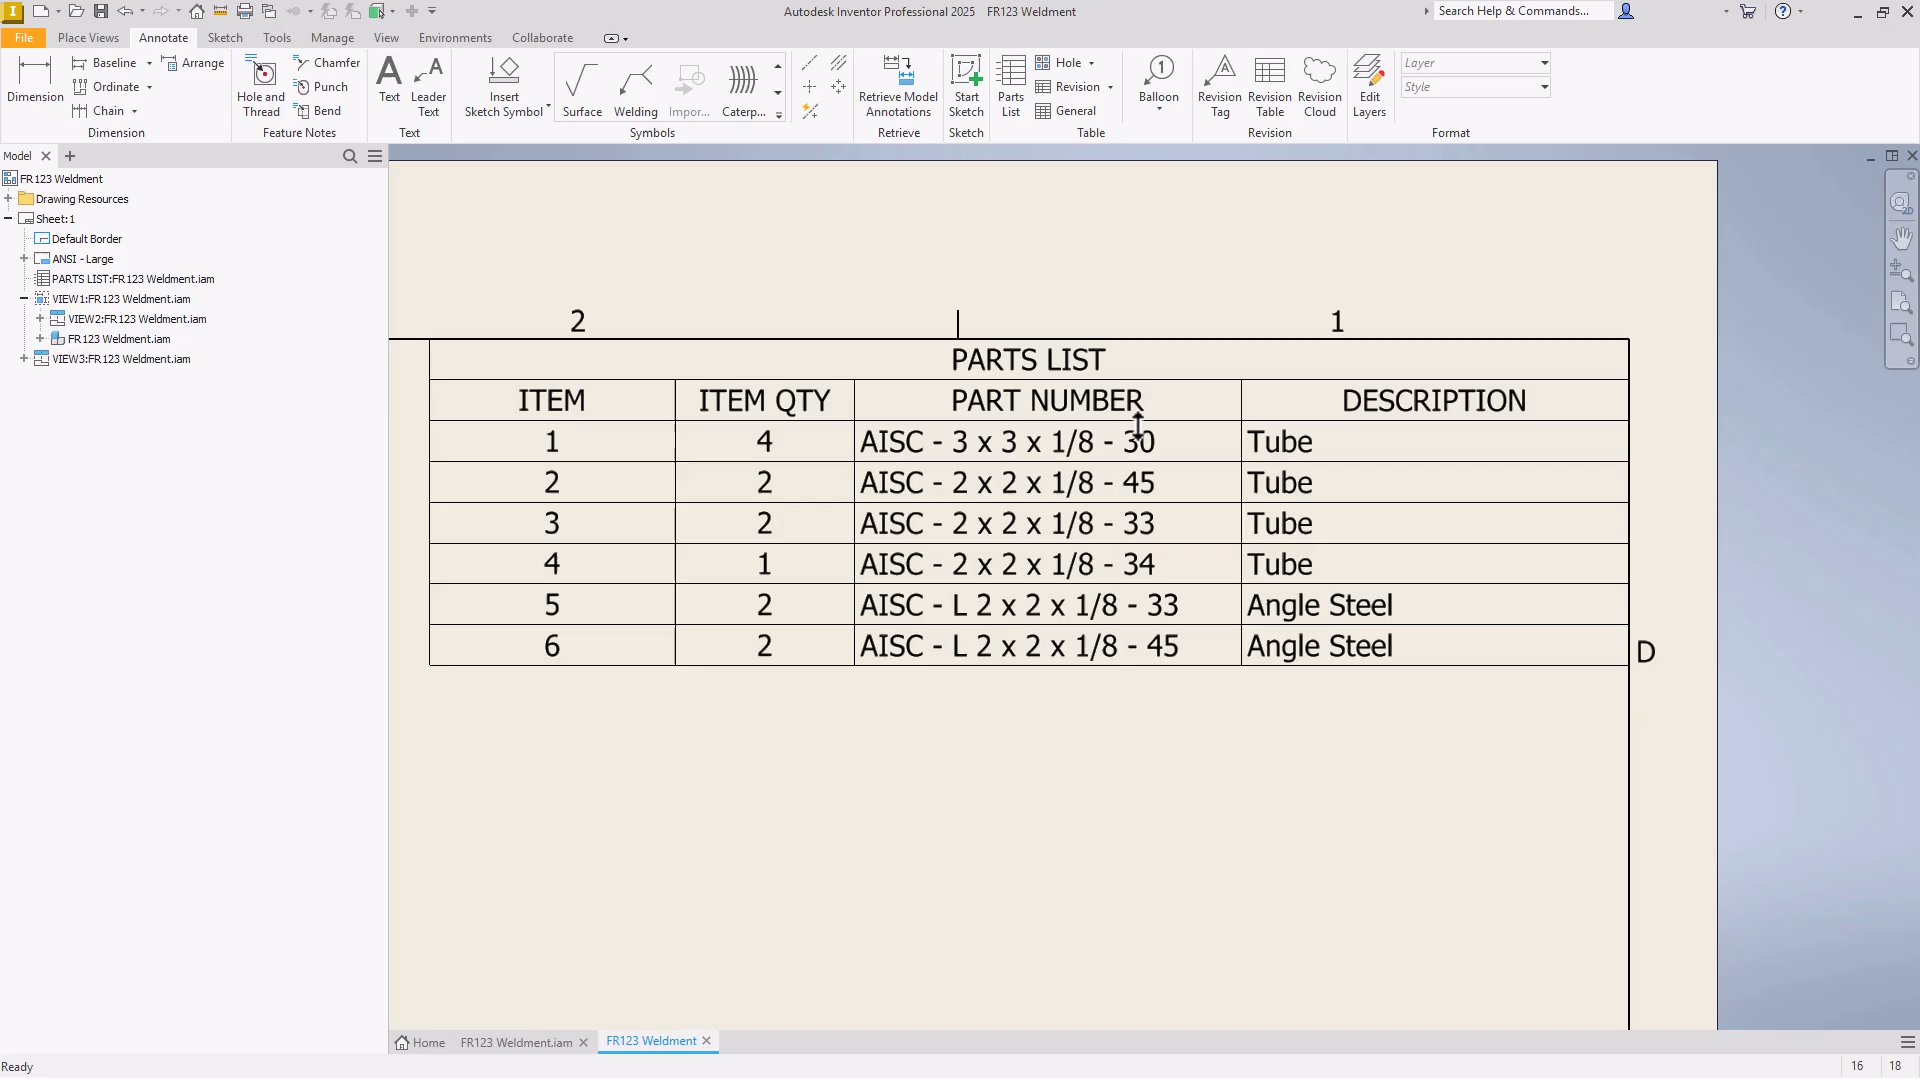 Autodesk Inventor Professional 2025 FR123 Weldment
Search Help & Commands...
File Place Views Annotate Sketch Tools Manage View Environments Collaborate
Dimension
Baseline
Ordinate
Chain
Arrange
Dimension
Hole and Thread
Chamfer
Punch
Bend
Feature Notes
Text
Leader Text
Text
Insert Sketch Symbol
Surface
Welding
Impor...
Caterp...
Symbols
Retrieve Model Annotations
Retrieve
Start Sketch
Sketch
Parts List
Hole
Revision
General
Table
Balloon
Revision Tag
Revision Table
Revision Cloud
Revision
Edit Layers
Layer
Style
Format
Model
FR123 Weldment
Drawing Resources
Sheet:1
Default Border
ANSI - Large
PARTS LIST:FR123 Weldment.iam
VIEW1:FR123 Weldment.iam
VIEW2:FR123 Weldment.iam
FR123 Weldment.iam
VIEW3:FR123 Weldment.iam
2 1
PARTS LIST
ITEM ITEM QTY PART NUMBER DESCRIPTION
1 4 AISC - 3 x 3 x 1/8 - 30 Tube
2 2 AISC - 2 x 2 x 1/8 - 45 Tube
3 2 AISC - 2 x 2 x 1/8 - 33 Tube
4 1 AISC - 2 x 2 x 1/8 - 34 Tube
5 2 AISC - L 2 x 2 x 1/8 - 33 Angle Steel
6 2 AISC - L 2 x 2 x 1/8 - 45 Angle Steel
D
Home FR123 Weldment.iam FR123 Weldment
Ready
16 18